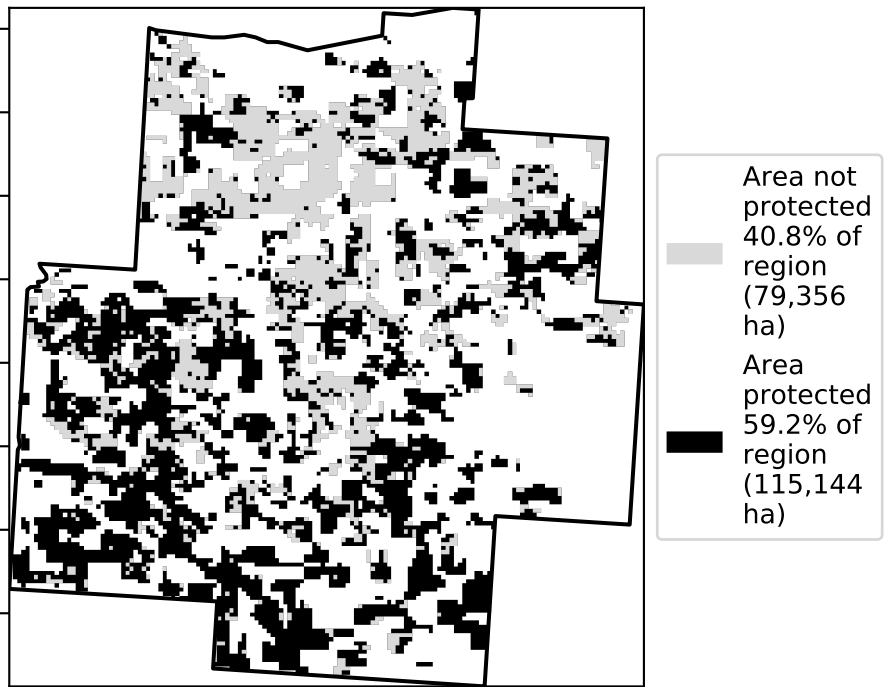 Area not
protected
40.8% of
region
(79,356
ha)
Area
protected
59.2% of
region
(115,144
ha)